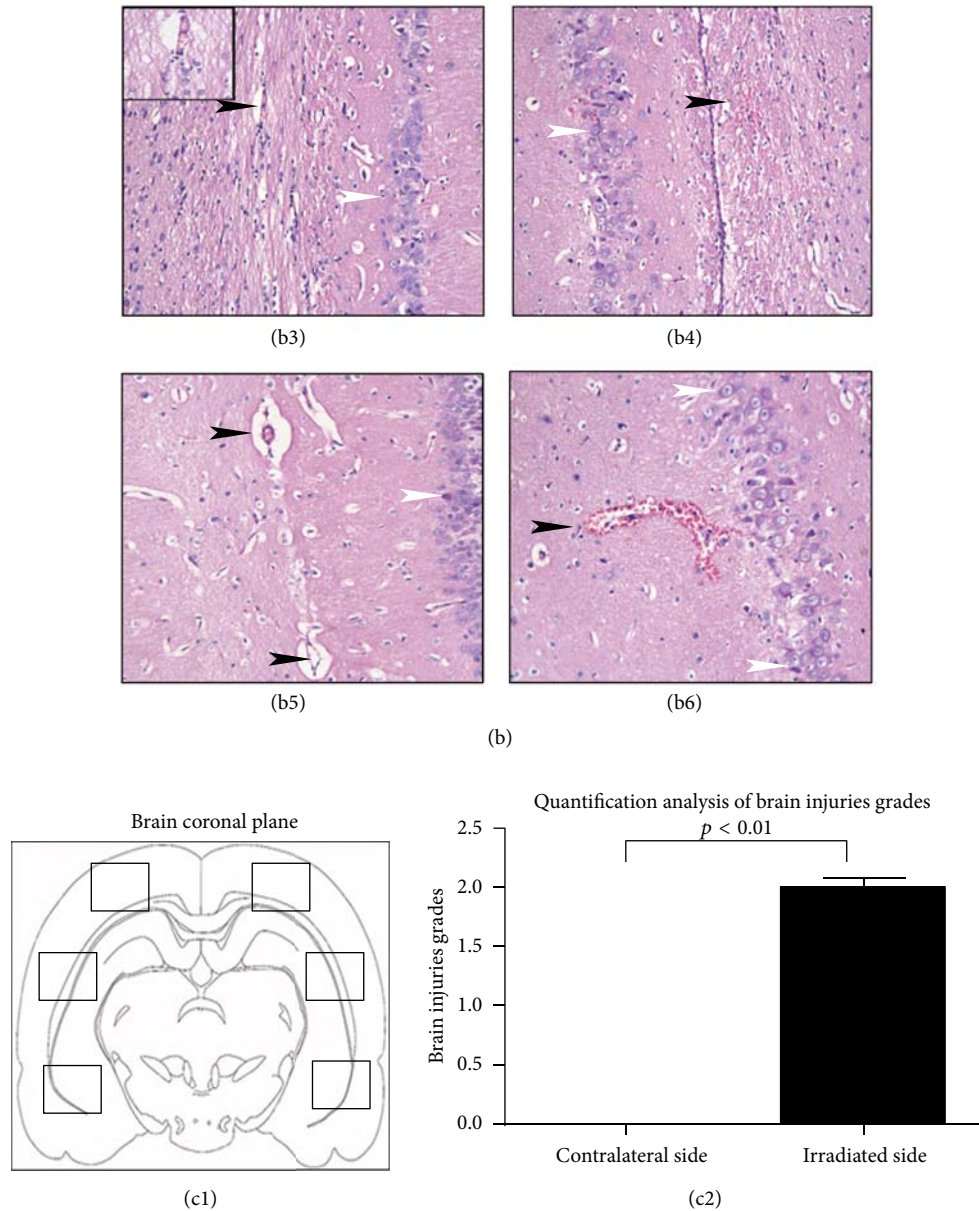 (b3)
(b4)
(b5)
(b6)
(b)
Brain coronal plane
(c1)
Quantification analysis of brain injuries grades
p < 0.01
Brain injuries grades
2.5
2.0
1.5
1.0
0.5
0.0
Contralateral side
Irradiated side
(c2)